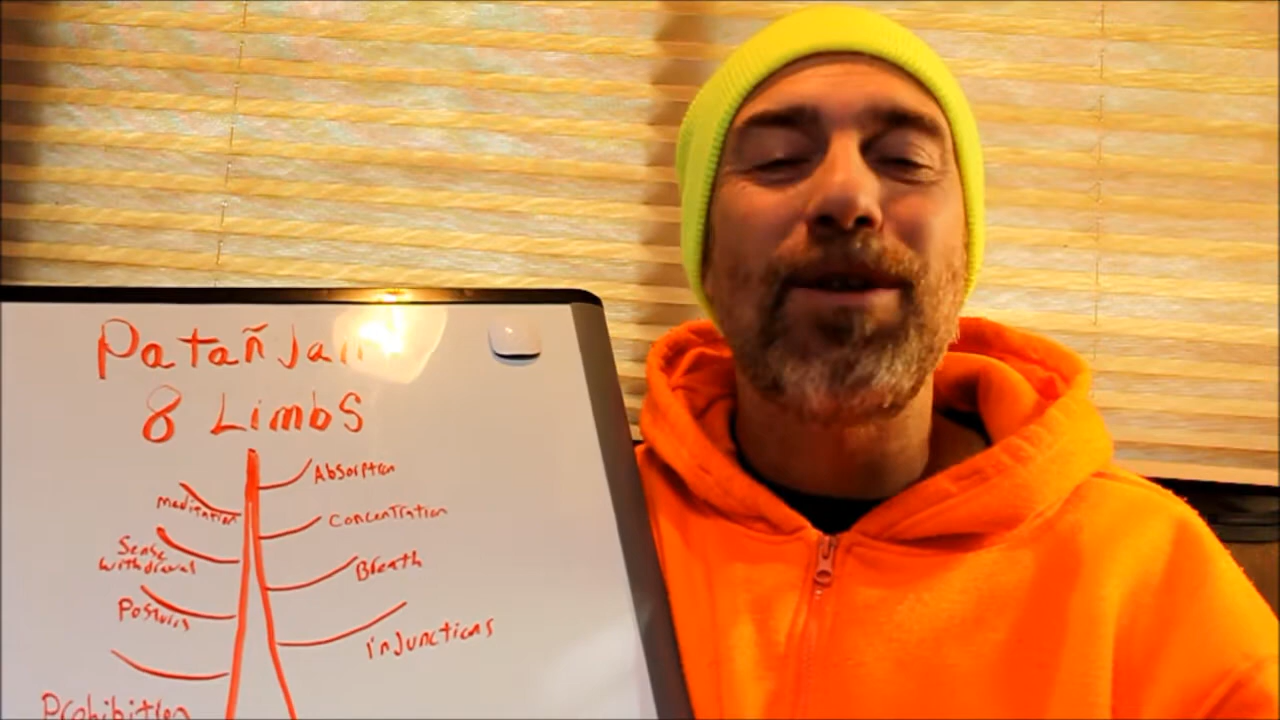 PatañJali
8 Limbs
Absorption
Meditation
Concentration
Sense
withdrawal
Breath
Postures
injunctions
Prohibition